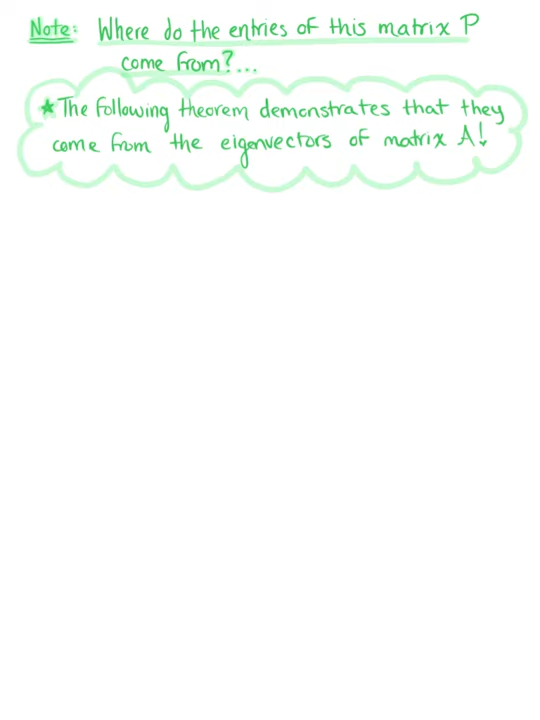 Note: Where do the entries of this matrix P
come from?...
★The following theorem demonstrates that they
come from the eigenvectors of matrix A!